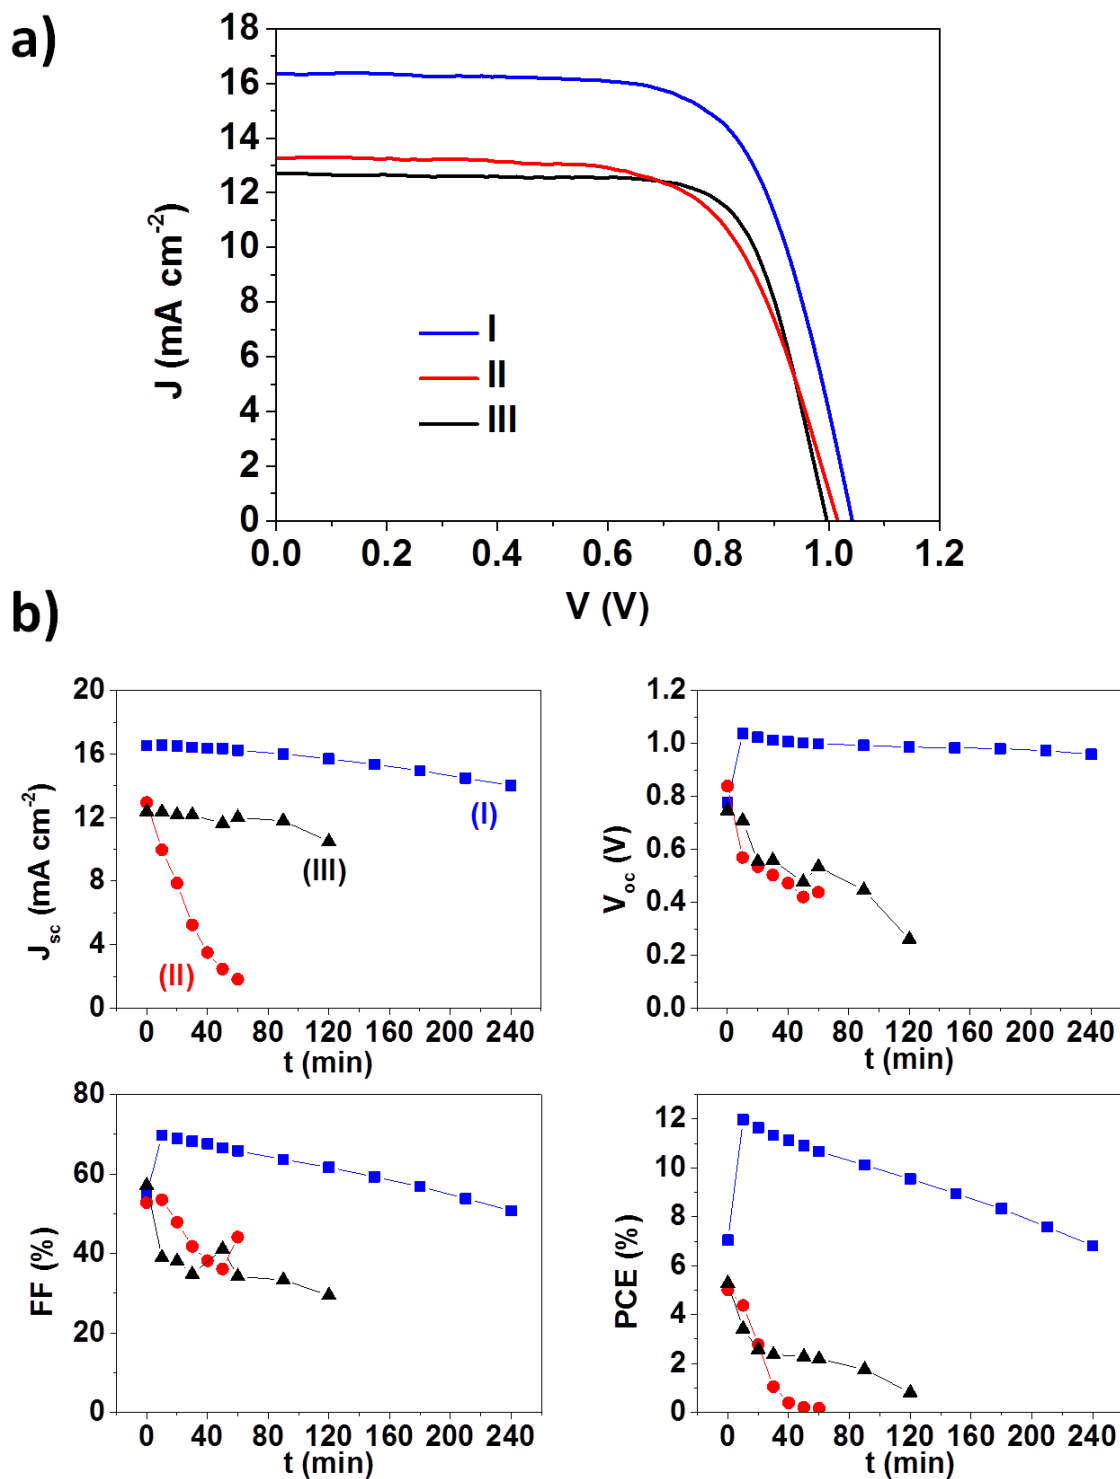 a)
18
16
14
12
10
8
6
4
2
0
J (mA cm-2)
I
II
III
0.0 0.2 0.4 0.6 0.8 1.0 1.2
V (V)
b)
20
16
12
8
4
0
Jsc (mA cm-2)
(I)
(III)
(II)
0 40 80 120 160 200 240
t (min)
1.2
1.0
0.8
0.6
0.4
0.2
0.0
Voc (V)
0 40 80 120 160 200 240
t (min)
80
60
40
20
0
FF (%)
0 40 80 120 160 200 240
t (min)
12
10
8
6
4
2
0
PCE (%)
0 40 80 120 160 200 240
t (min)